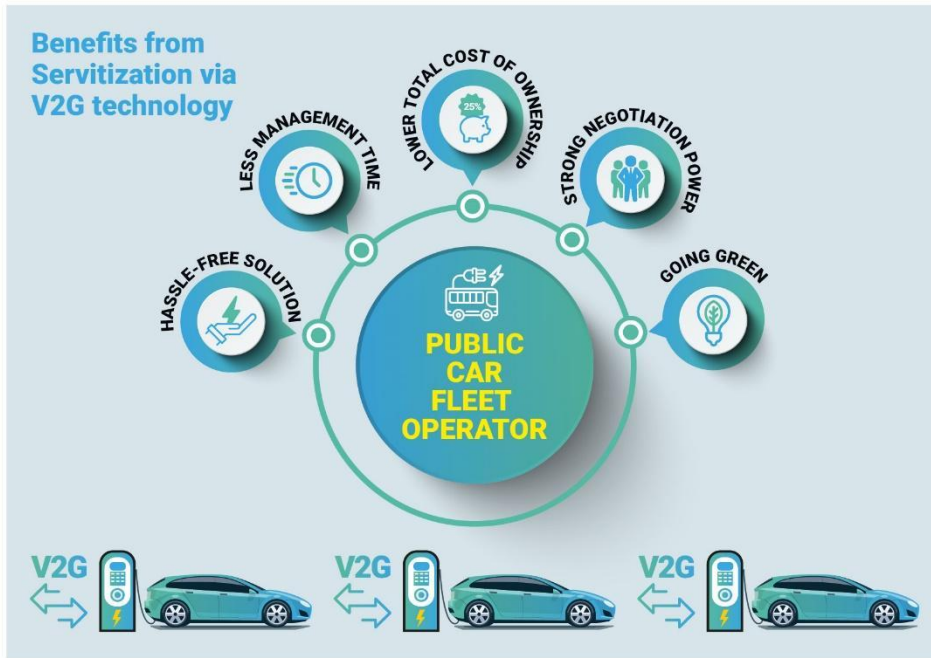 Benefits from
Servitization via
V2G technology
HASSLE-FREE SOLUTION
LESS MANAGEMENT TIME
LOWER TOTAL COST OF OWNERSHIP
25%
STRONG NEGOTIATION POWER
GOING GREEN
PUBLIC
CAR
FLEET
OPERATOR
V2G
V2G
V2G